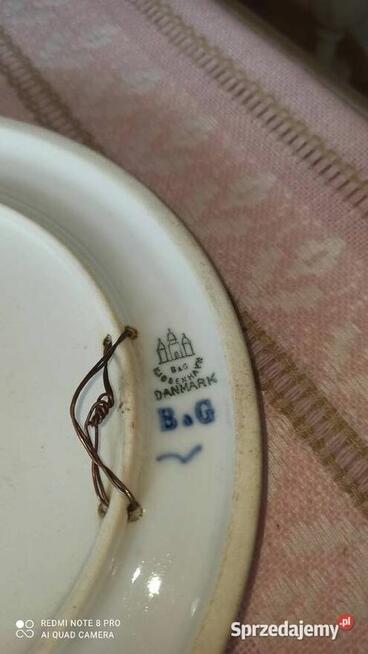 B&G
KJØBENHAVN
DANMARK
B&G
REDMI NOTE 8 PRO
AI QUAD CAMERA
Sprzedajemy.pl